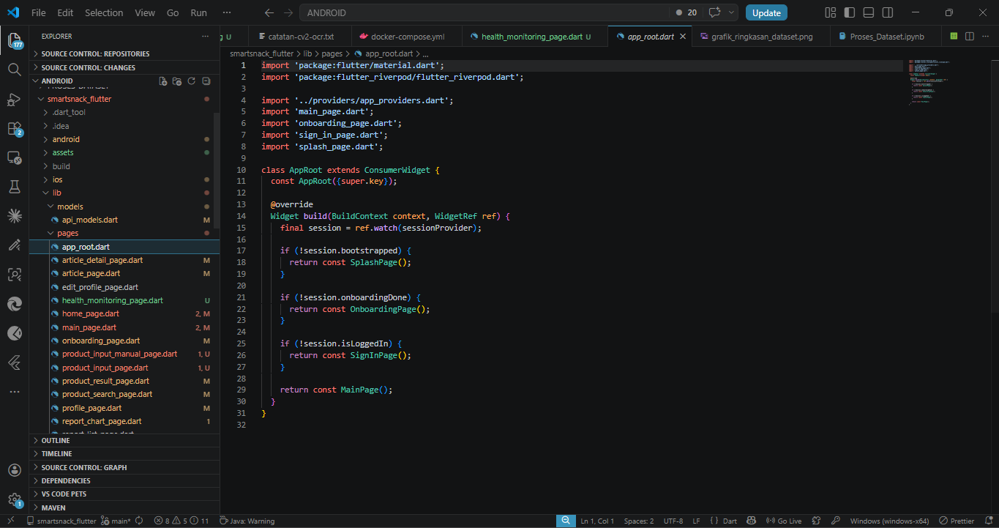 File Edit Selection View Go Run ···
ANDROID
20
Update
EXPLORER
SOURCE CONTROL: REPOSITORIES
SOURCE CONTROL: CHANGES
ANDROID
smartsnack_flutter
.dart_tool
.idea
android
assets
build
ios
lib
models
api_models.dart M
pages
app_root.dart
article_detail_page.dart M
article_page.dart M
edit_profile_page.dart
health_monitoring_page.dart U
home_page.dart 2, M
main_page.dart 2, M
onboarding_page.dart M
product_input_manual_page.dart 1, U
product_input_page.dart 1, U
product_result_page.dart M
product_search_page.dart M
profile_page.dart M
report_chart_page.dart 1
OUTLINE
TIMELINE
SOURCE CONTROL: GRAPH
DEPENDENCIES
VS CODE PETS
MAVEN
177
2
1
g U
catatan-cv2-ocr.txt
docker-compose.yml
health_monitoring_page.dart U
app_root.dart
grafik_ringkasan_dataset.png
Proses_Dataset.ipynb
smartsnack_flutter > lib > pages > app_root.dart > ...
1 import 'package:flutter/material.dart';
2 import 'package:flutter_riverpod/flutter_riverpod.dart';
3
4 import '../providers/app_providers.dart';
5 import 'main_page.dart';
6 import 'onboarding_page.dart';
7 import 'sign_in_page.dart';
8 import 'splash_page.dart';
9
10 class AppRoot extends ConsumerWidget {
11 const AppRoot({super.key});
12
13 @override
14 Widget build(BuildContext context, WidgetRef ref) {
15 final session = ref.watch(sessionProvider);
16
17 if (!session.bootstrapped) {
18 return const SplashPage();
19 }
20
21 if (!session.onboardingDone) {
22 return const OnboardingPage();
23 }
24
25 if (!session.isLoggedIn) {
26 return const SignInPage();
27 }
28
29 return const MainPage();
30 }
31 }
32
smartsnack_flutter main* 8 5 11 Java: Warning
Ln 1, Col 1 Spaces: 2 UTF-8 LF { } Dart Go Live Windows (windows-x64) Prettier